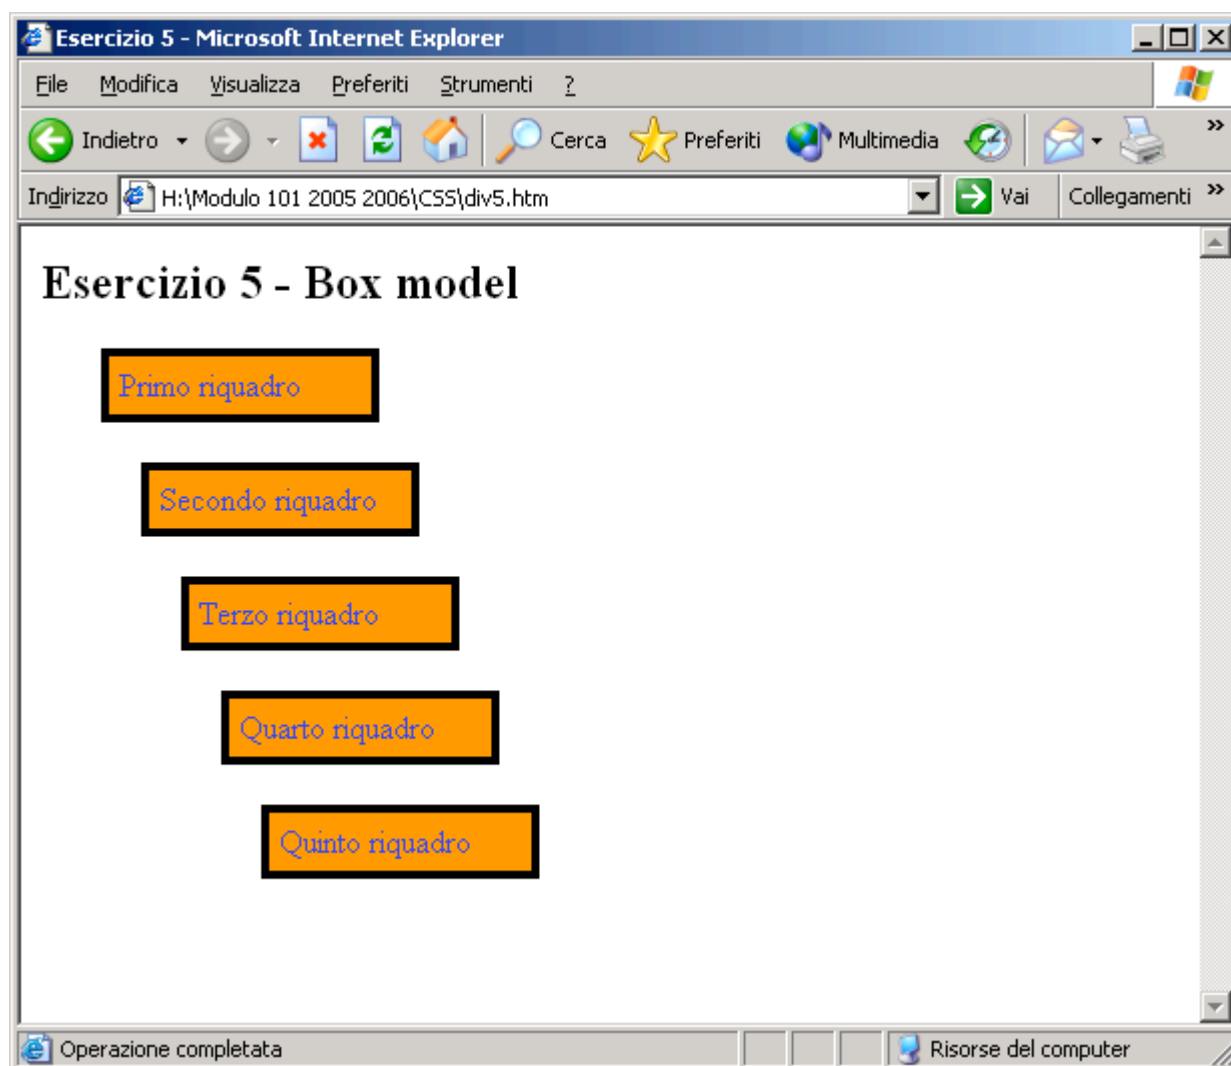 Esercizio 5 - Microsoft Internet Explorer
File Modifica Visualizza Preferiti Strumenti ?
Indietro Cerca Preferiti Multimedia »
Indirizzo H:\Modulo 101 2005 2006\CSS\div5.htm Vai Collegamenti »
Esercizio 5 - Box model
Primo riquadro
Secondo riquadro
Terzo riquadro
Quarto riquadro
Quinto riquadro
Operazione completata Risorse del computer